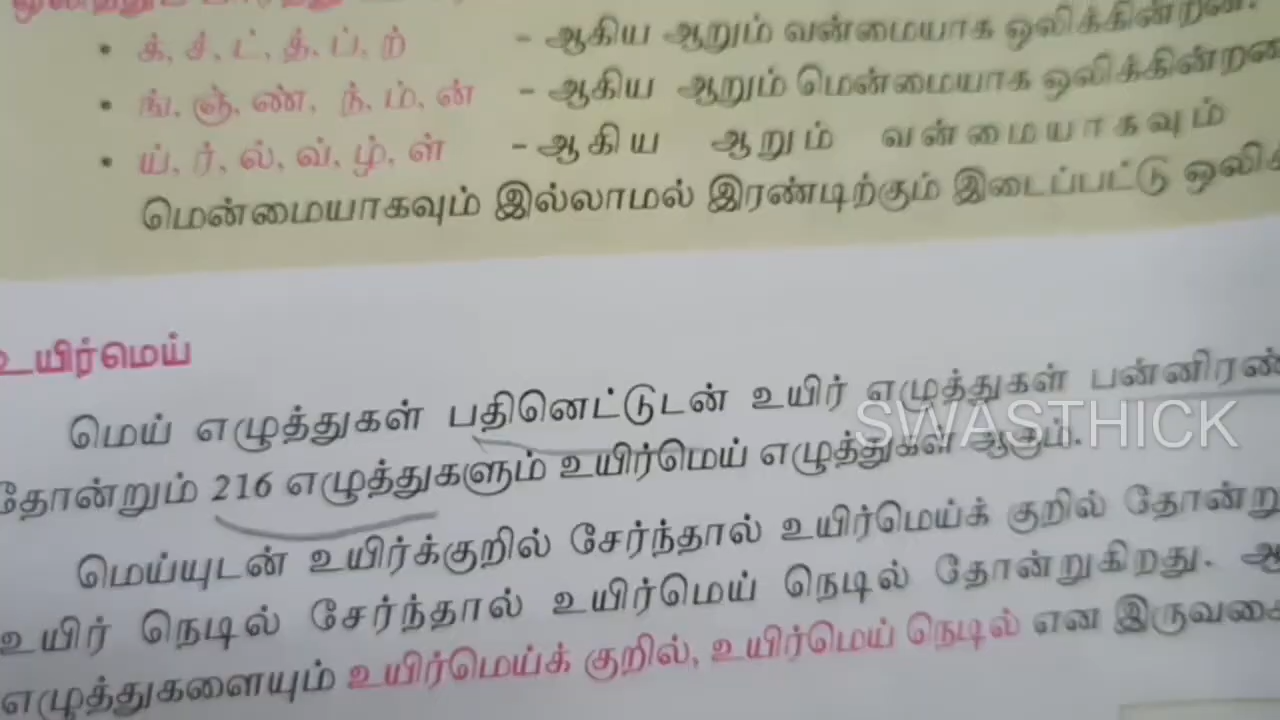 • க், ச், ட், த், ப், ற் - ஆகிய ஆறும் வன்மையாக ஒலிக்கின்றன.
• ங், ஞ், ண், ந், ம், ன் - ஆகிய ஆறும் மென்மையாக ஒலிக்கின்றன
• ய், ர், ல், வ், ழ், ள் - ஆகிய ஆறும் வன்மையாகவும்
மென்மையாகவும் இல்லாமல் இரண்டிற்கும் இடைப்பட்டு
உயிர்மெய்
மெய் எழுத்துகள் பதினெட்டுடன் உயிர் எழுத்துகள்
SWASTHICK
தோன்றும் 216 எழுத்துகளும் உயிர்மெய் எழுத்துகள் ஆகும்.
மெய்யுடன் உயிர்க்குறில் சேர்ந்தால் உயிர்மெய்க் குறில்
உயிர் நெடில் சேர்ந்தால் உயிர்மெய் நெடில் தோன்றுகிறது.
எழுத்துகளையும் உயிர்மெய்க் குறில், உயிர்மெய் நெடில் என